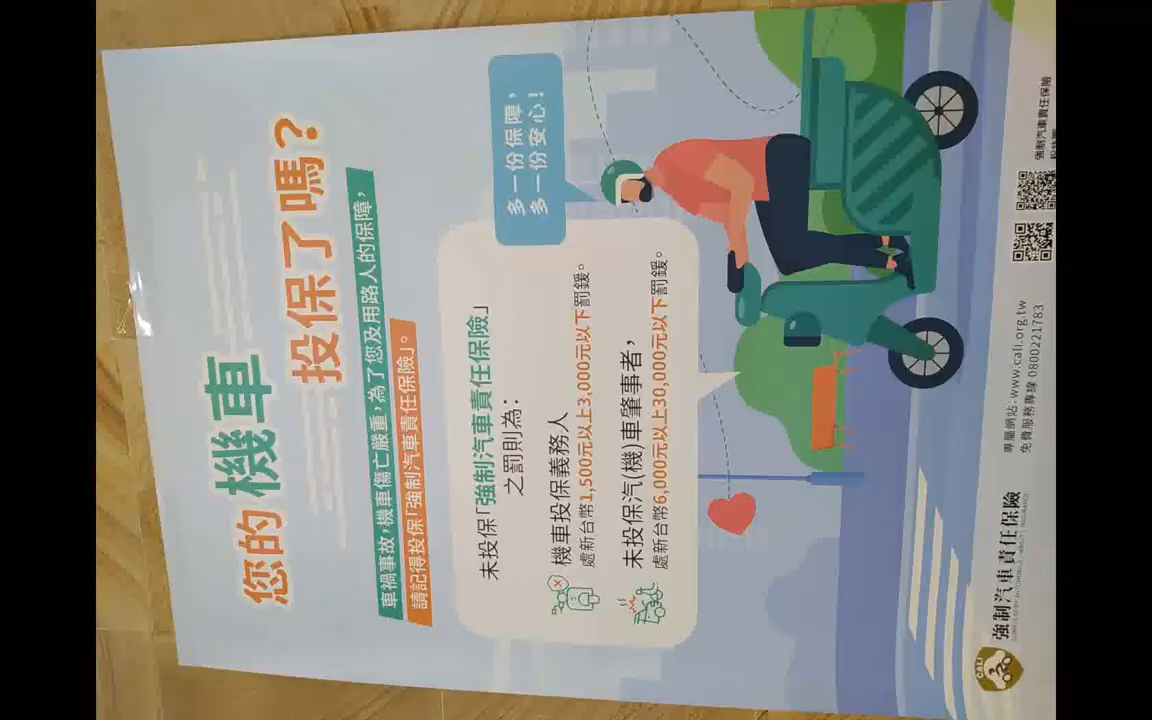 您的機車
投保了嗎?
車禍事故,機車傷亡嚴重,為了您及用路人的保障,
請記得投保「強制汽車責任保險」。
多一份保障,
多一份安心!
未投保「強制汽車責任保險」
之罰則為:
機車投保義務人
處新台幣1,500元以上3,000元以下罰鍰。
未投保汽(機)車肇事者,
處新台幣6,000元以上30,000元以下罰鍰。
CALI
強制汽車責任保險
COMPULSORY AUTOMOBILE LIABILITY INSURANCE
專屬網站:www.cali.org.tw
免費服務專線 0800221783
強制汽車責任保險